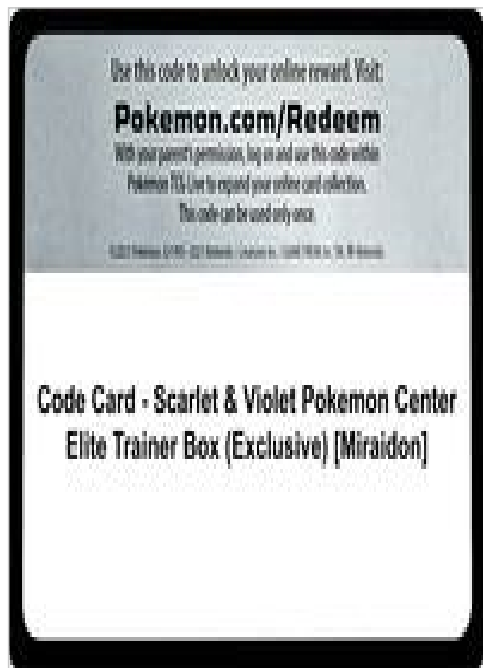 Use this code to unlock your online reward. Visit:
Pokemon.com/Redeem
With your parent's permission, log on and use this code within
Pokémon TCG Live to expand your online card collection.
This code can be used only once.
Code Card - Scarlet & Violet Pokemon Center
Elite Trainer Box (Exclusive) [Miraidon]